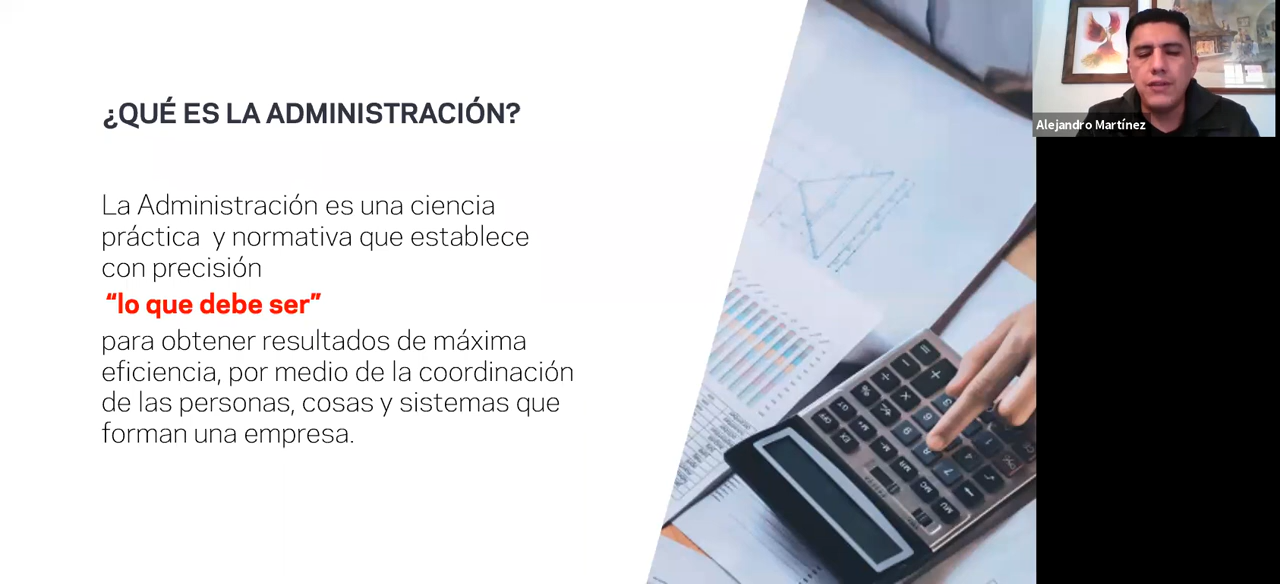 ¿QUÉ ES LA ADMINISTRACIÓN?
La Administración es una ciencia
práctica y normativa que establece
con precisión
“lo que debe ser”
para obtener resultados de máxima
eficiencia, por medio de la coordinación
de las personas, cosas y sistemas que
forman una empresa.
Alejandro Martínez